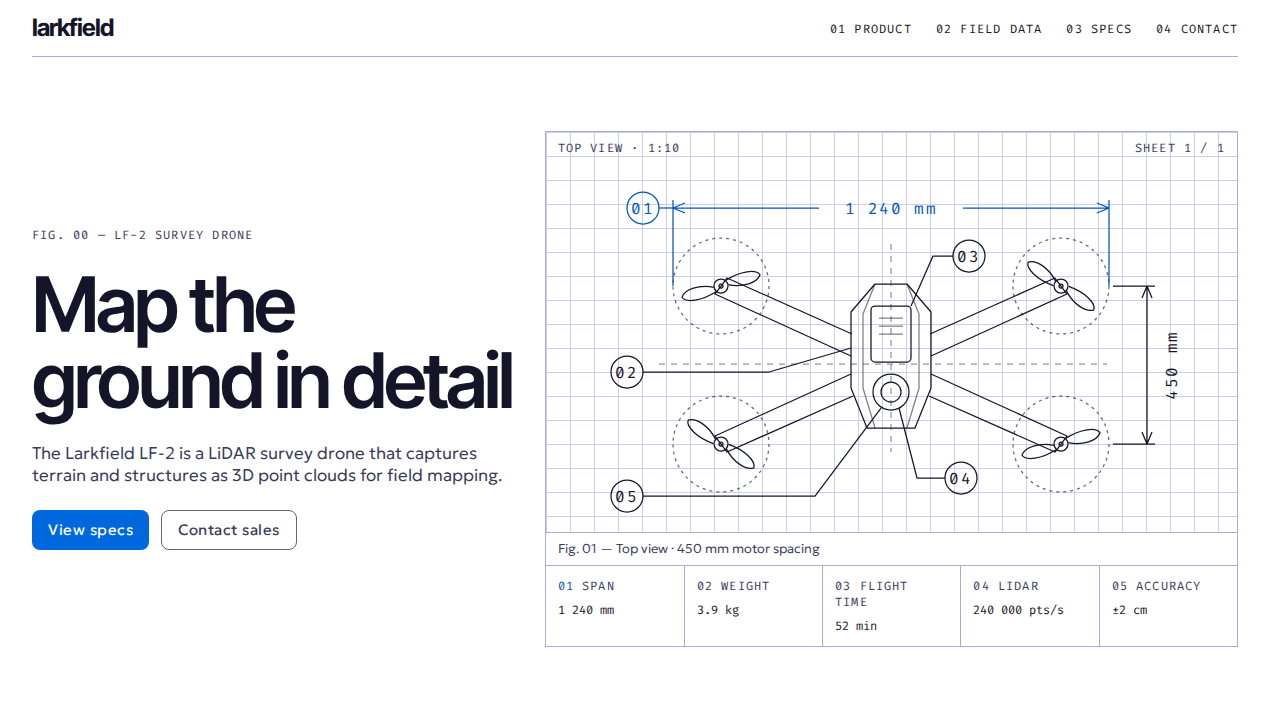 larkfield
01 PRODUCT 02 FIELD DATA 03 SPECS 04 CONTACT
FIG. 00 — LF-2 SURVEY DRONE
Map the
ground in detail
The Larkfield LF-2 is a LiDAR survey drone that captures
terrain and structures as 3D point clouds for field mapping.
View specs
Contact sales
TOP VIEW · 1:10
SHEET 1 / 1
01
1 240 mm
03
02
450 mm
04
05
Fig. 01 — Top view · 450 mm motor spacing
01 SPAN
1 240 mm
02 WEIGHT
3.9 kg
03 FLIGHT
TIME
52 min
04 LIDAR
240 000 pts/s
05 ACCURACY
±2 cm